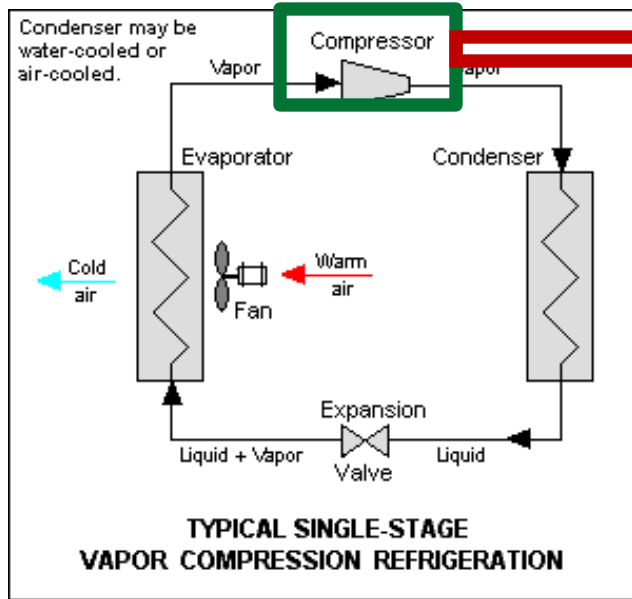 Condenser may be
water-cooled or
air-cooled.
Compressor
Vapor
Vapor
Evaporator
Condenser
Cold
air
Warm
air
Fan
Expansion
Valve
Liquid + Vapor
Liquid
TYPICAL SINGLE-STAGE
VAPOR COMPRESSION REFRIGERATION